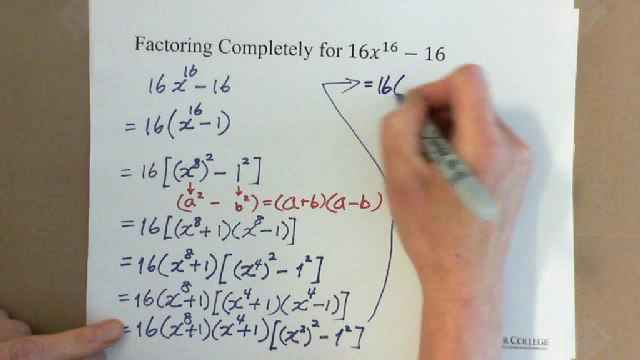 Factoring Completely for 16x¹⁶ − 16
16x¹⁶ - 16
= 16(x¹⁶ - 1)
= 16[(x⁸)² - 1²]
(a² - b²) = (a+b)(a-b)
= 16[(x⁸+1)(x⁸-1)]
= 16(x⁸+1)[(x⁴)² - 1²]
= 16(x⁸+1)[(x⁴+1)(x⁴-1)]
= 16(x⁸+1)(x⁴+1)[(x²)² - 1²]
= 16(
COLLEGE